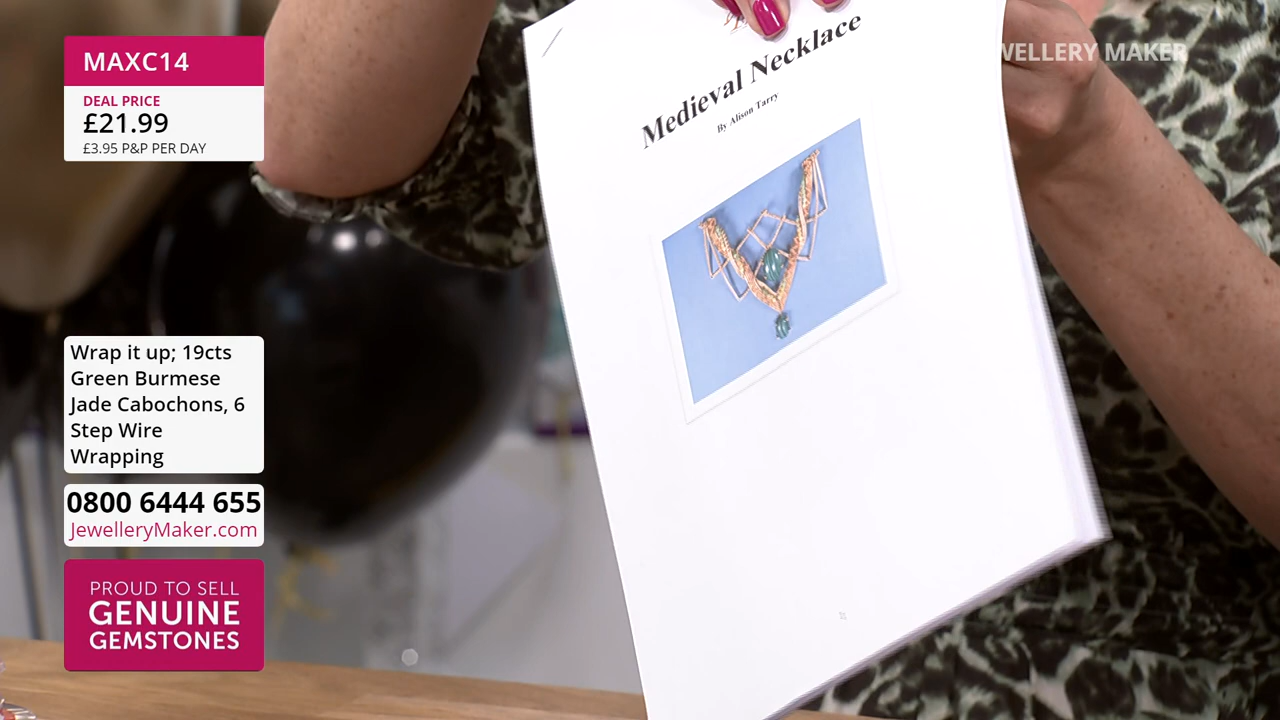 MAXC14
DEAL PRICE
£21.99
£3.95 P&P PER DAY
Wrap it up; 19cts
Green Burmese
Jade Cabochons, 6
Step Wire
Wrapping
0800 6444 655
JewelleryMaker.com
PROUD TO SELL
GENUINE
GEMSTONES
Medieval Necklace
By Alison Tarry
WELLERY MAKER